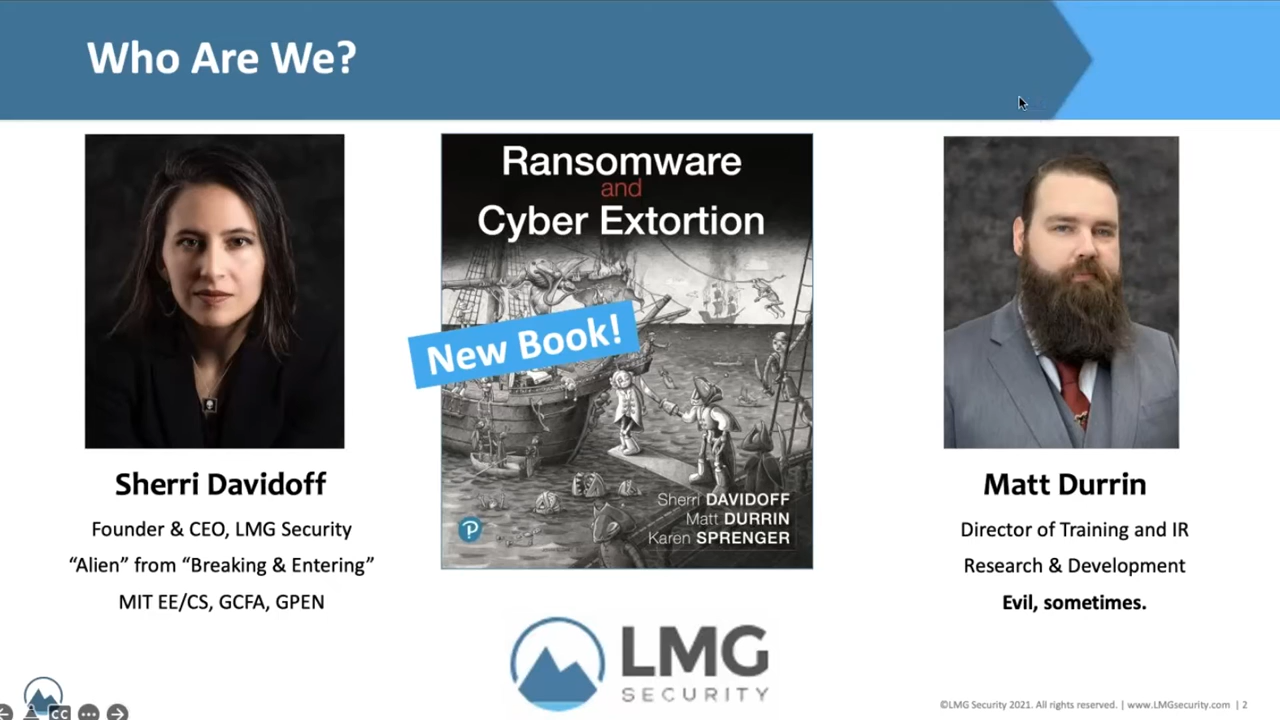 Who Are We?
Ransomware
and
Cyber Extortion
New Book!
Sherri DAVIDOFF
Matt DURRIN
Karen SPRENGER
P
Sherri Davidoff
Founder & CEO, LMG Security
“Alien” from “Breaking & Entering”
MIT EE/CS, GCFA, GPEN
Matt Durrin
Director of Training and IR
Research & Development
Evil, sometimes.
LMG
SECURITY
CC
©LMG Security 2021. All rights reserved. | www.LMGsecurity.com | 2